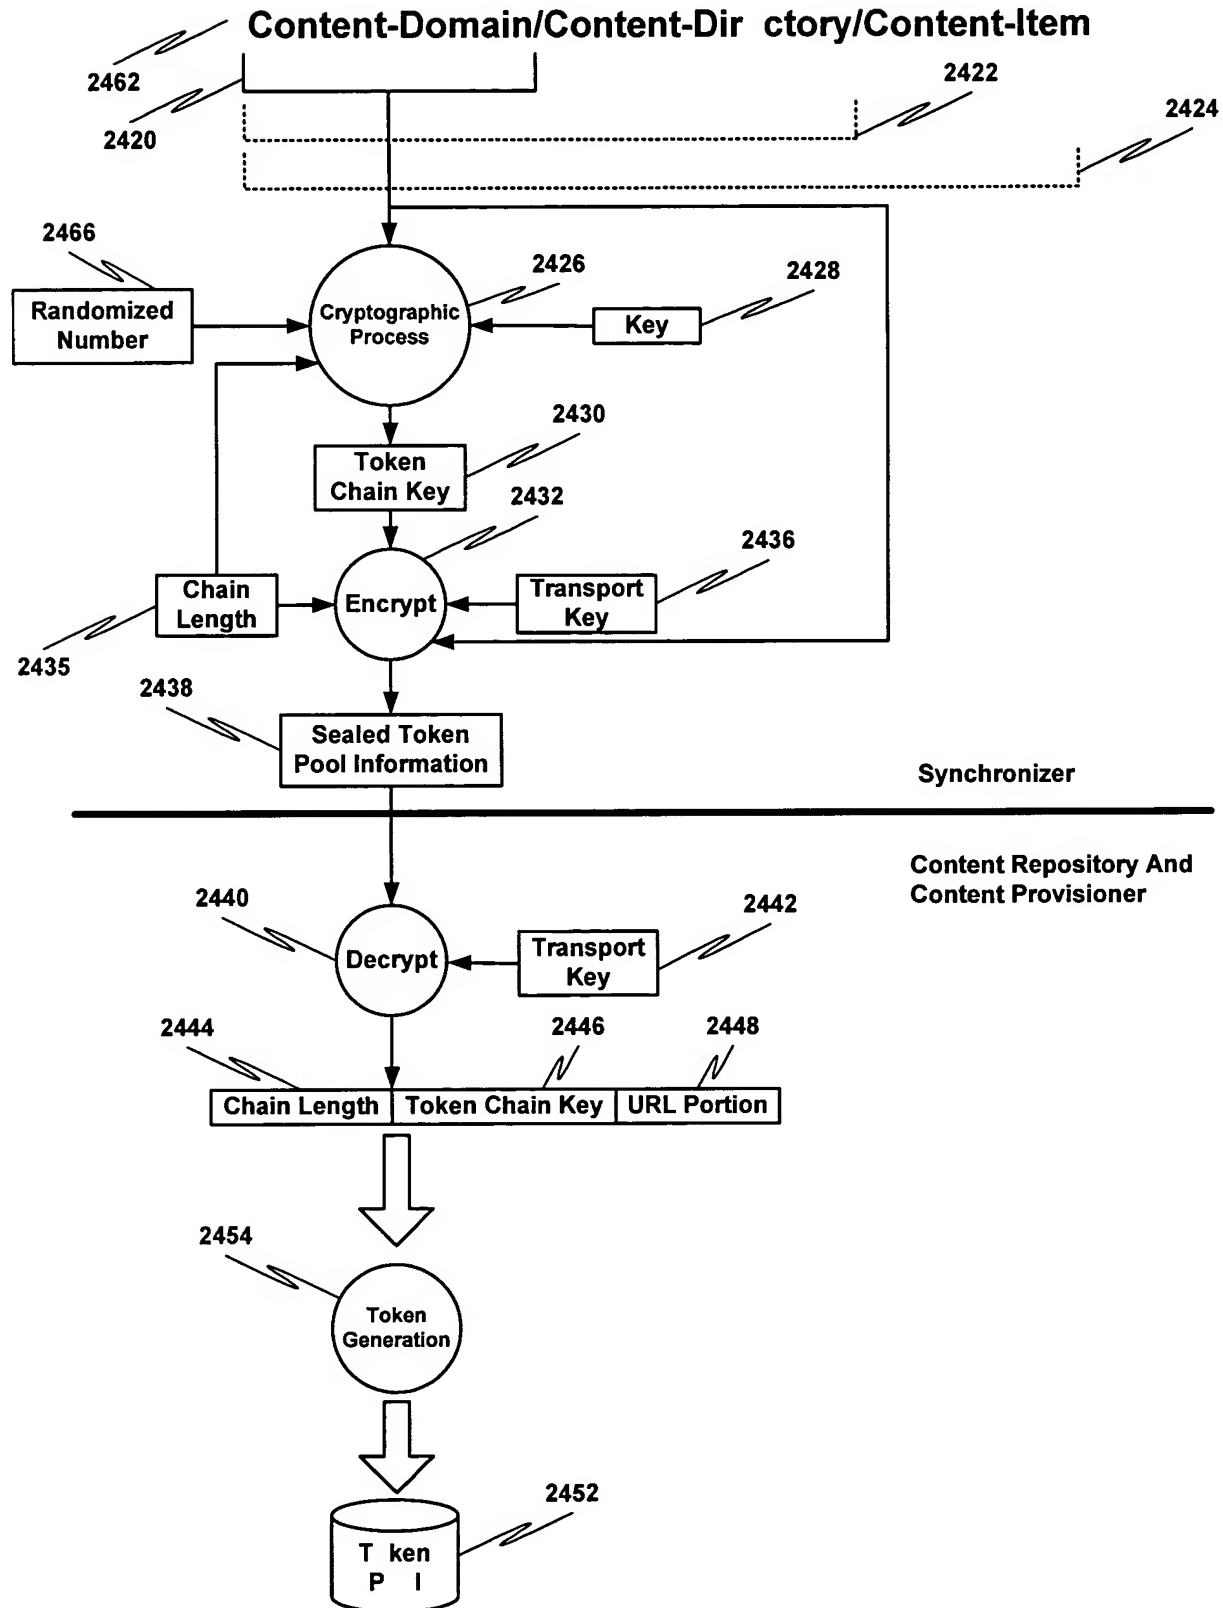 Content-Domain/Content-Dir ctory/Content-Item
2462
2420
2422
2424
2466
2426
2428
Randomized
Number
Cryptographic
Process
Key
2430
Token
Chain Key
2432
2436
Chain
Length
Encrypt
Transport
Key
2435
2438
Sealed Token
Pool Information
Synchronizer
Content Repository And
Content Provisioner
2440
2442
Decrypt
Transport
Key
2444
2446
2448
Chain Length
Token Chain Key
URL Portion
2454
Token
Generation
2452
T ken
P l